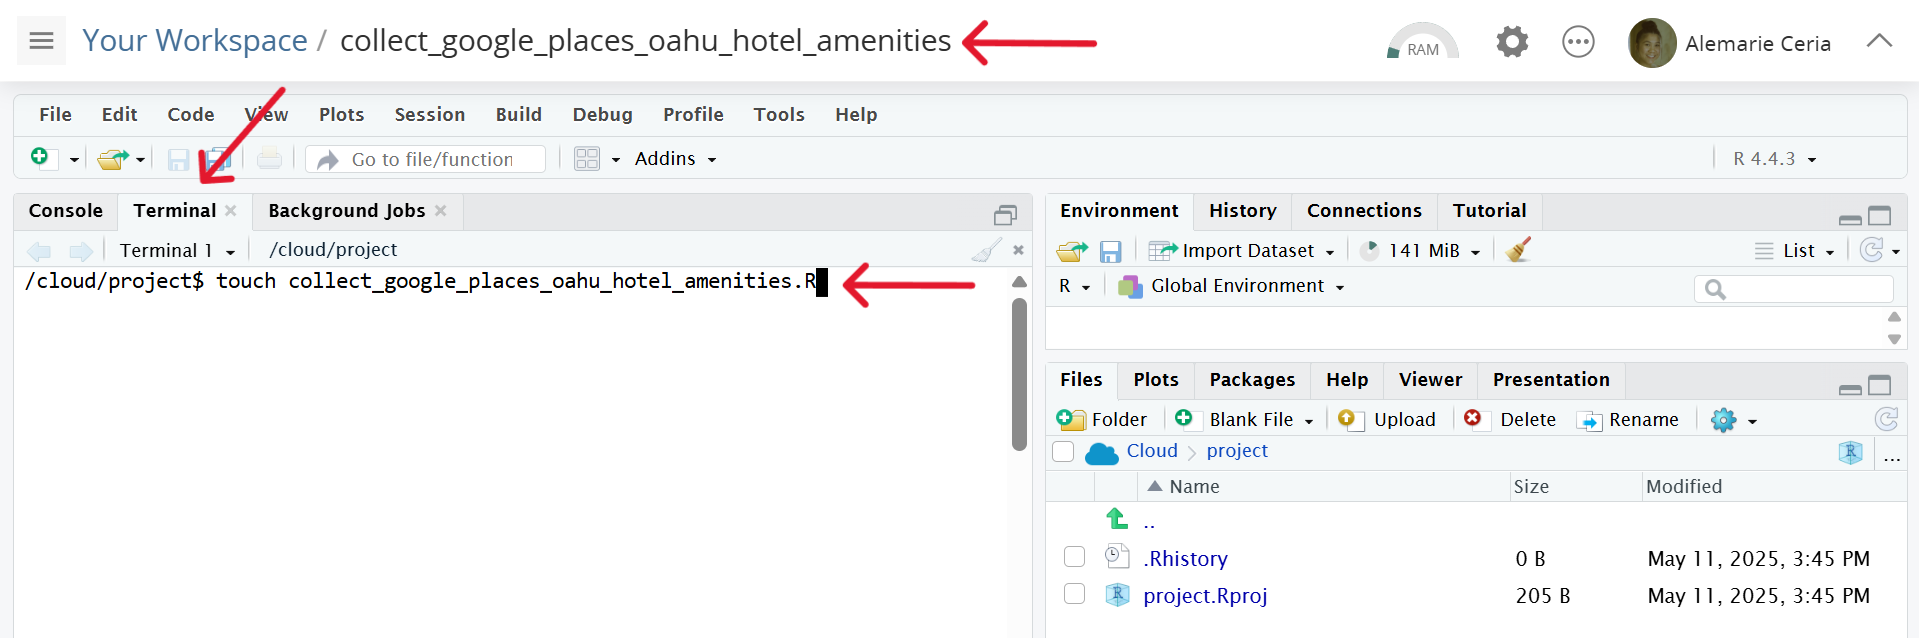 Your Workspace / collect_google_places_oahu_hotel_amenities
RAM
Alemarie Ceria
File Edit Code View Plots Session Build Debug Profile Tools Help
Go to file/function
Addins
R 4.4.3
Console Terminal Background Jobs
Terminal 1 /cloud/project
/cloud/project$ touch collect_google_places_oahu_hotel_amenities.R
Environment History Connections Tutorial
Import Dataset 141 MiB List
R Global Environment
Files Plots Packages Help Viewer Presentation
Folder Blank File Upload Delete Rename
Cloud project R ...
Name Size Modified
..
.Rhistory 0 B May 11, 2025, 3:45 PM
R project.Rproj 205 B May 11, 2025, 3:45 PM